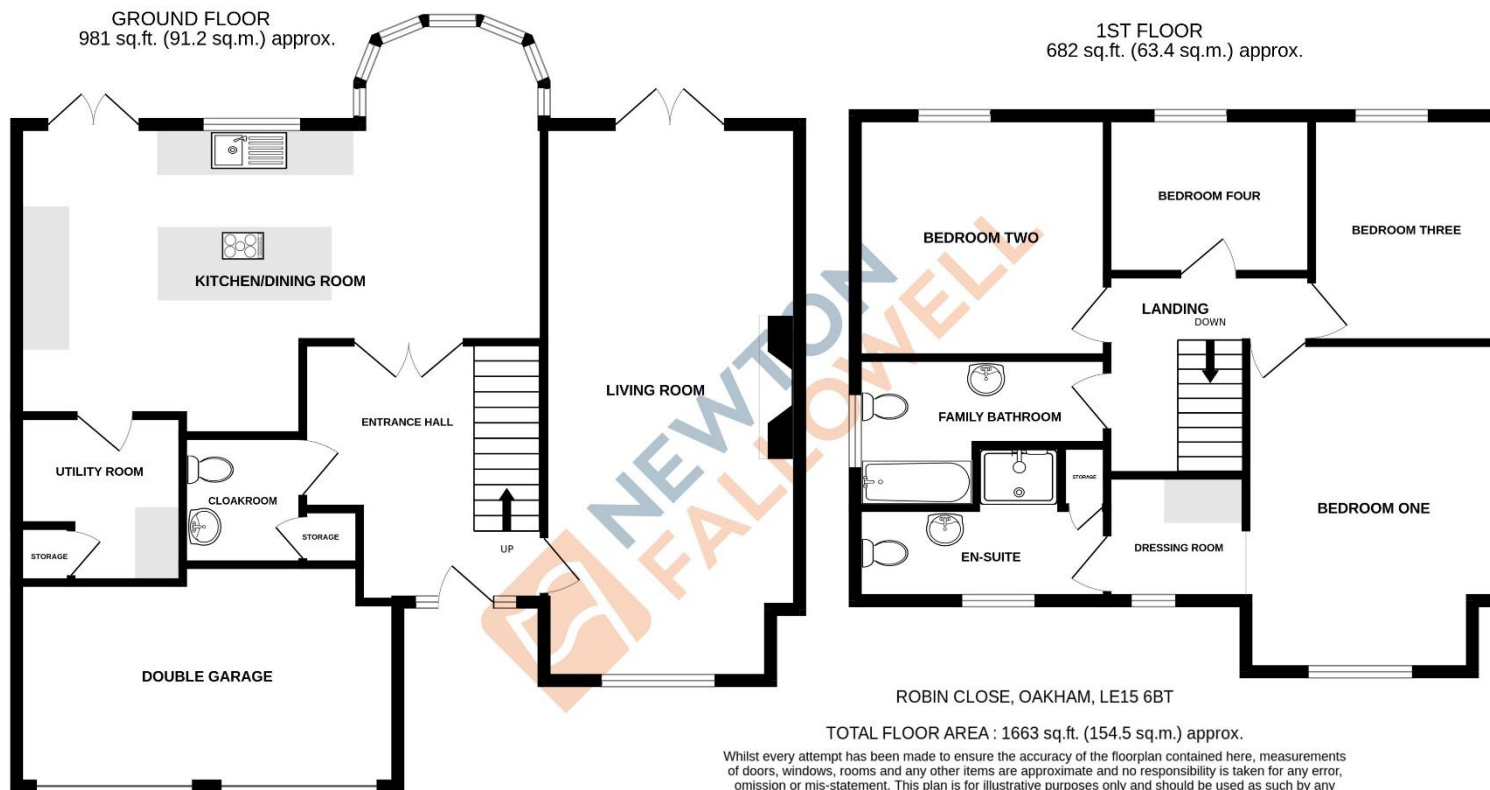 GROUND FLOOR
981 sq.ft. (91.2 sq.m.) approx.
1ST FLOOR
682 sq.ft. (63.4 sq.m.) approx.
KITCHEN/DINING ROOM
LIVING ROOM
ENTRANCE HALL
UTILITY ROOM
CLOAKROOM
STORAGE
STORAGE
UP
DOUBLE GARAGE
BEDROOM TWO
BEDROOM FOUR
BEDROOM THREE
LANDING
DOWN
FAMILY BATHROOM
STORAGE
BEDROOM ONE
EN-SUITE
DRESSING ROOM
NEWTON
FALLOWELL
ROBIN CLOSE, OAKHAM, LE15 6BT
TOTAL FLOOR AREA : 1663 sq.ft. (154.5 sq.m.) approx.
Whilst every attempt has been made to ensure the accuracy of the floorplan contained here, measurements
of doors, windows, rooms and any other items are approximate and no responsibility is taken for any error,
omission or mis-statement. This plan is for illustrative purposes only and should be used as such by any